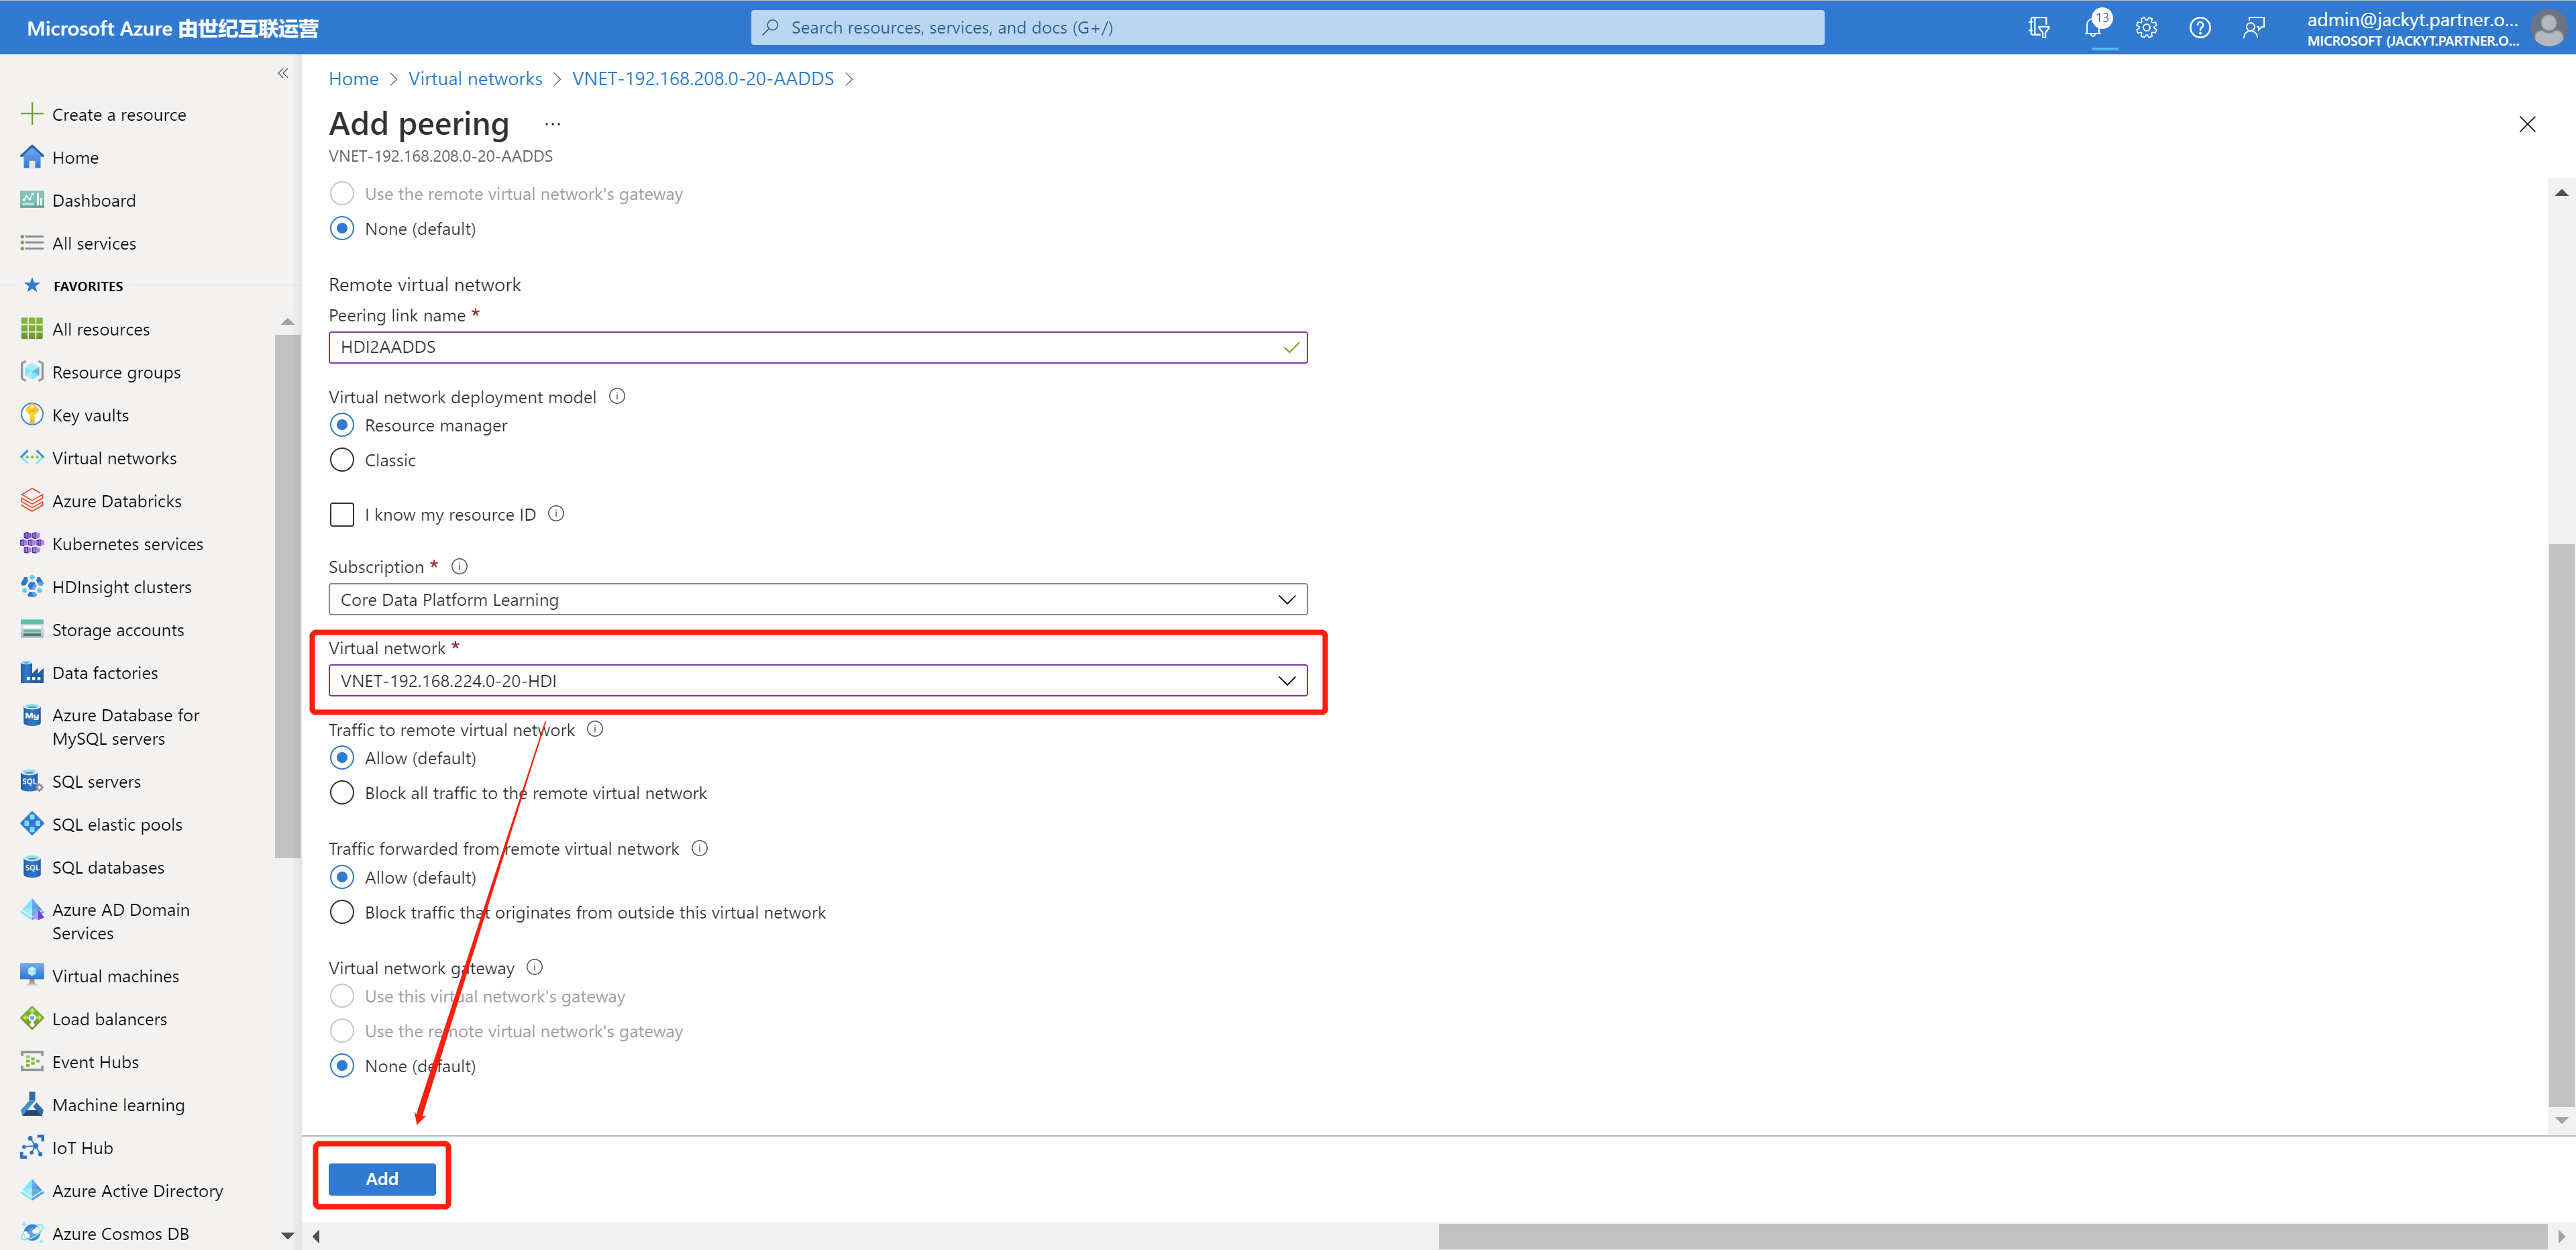 Microsoft Azure 由世纪互联运营
Search resources, services, and docs (G+/)
13
admin@jackyt.partner.o...
MICROSOFT (JACKYT.PARTNER.O...
Create a resource
Home
Dashboard
All services
FAVORITES
All resources
Resource groups
Key vaults
Virtual networks
Azure Databricks
Kubernetes services
HDInsight clusters
Storage accounts
Data factories
My
Azure Database for
MySQL servers
SQL
SQL servers
SQL elastic pools
SQL
SQL databases
Azure AD Domain
Services
Virtual machines
Load balancers
Event Hubs
Machine learning
IoT Hub
Azure Active Directory
Azure Cosmos DB
Home > Virtual networks > VNET-192.168.208.0-20-AADDS >
Add peering ...
VNET-192.168.208.0-20-AADDS
Use the remote virtual network's gateway
None (default)
Remote virtual network
Peering link name *
HDI2AADDS
Virtual network deployment model
Resource manager
Classic
I know my resource ID
Subscription *
Core Data Platform Learning
Virtual network *
VNET-192.168.224.0-20-HDI
Traffic to remote virtual network
Allow (default)
Block all traffic to the remote virtual network
Traffic forwarded from remote virtual network
Allow (default)
Block traffic that originates from outside this virtual network
Virtual network gateway
Use this virtual network's gateway
Use the remote virtual network's gateway
None (default)
Add